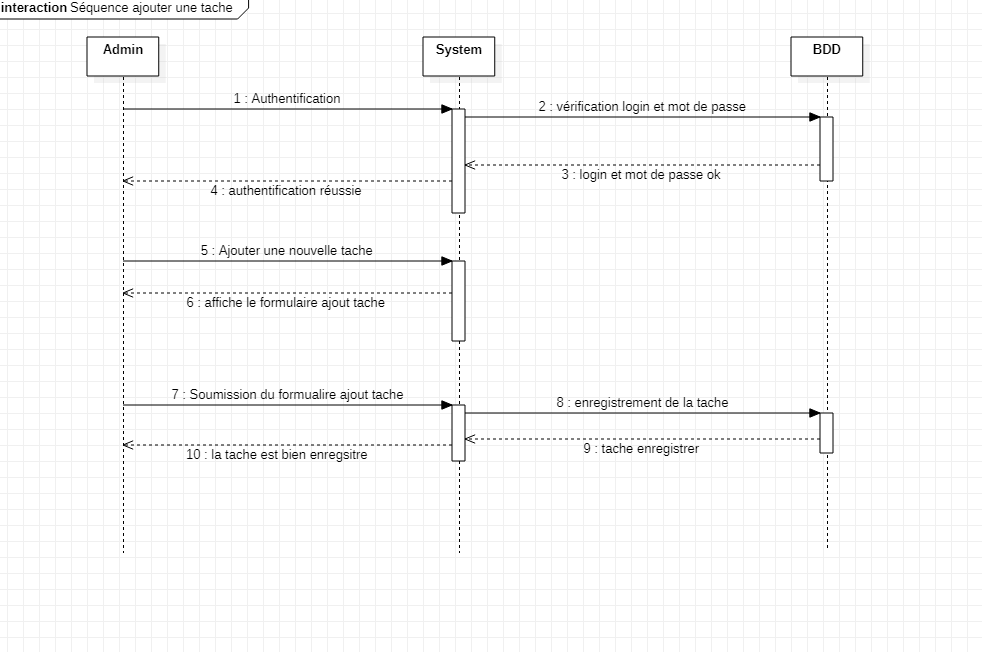 interaction Séquence ajouter une tache
Admin
System
BDD
1 : Authentification
2 : vérification login et mot de passe
3 : login et mot de passe ok
4 : authentification réussie
5 : Ajouter une nouvelle tache
6 : affiche le formulaire ajout tache
7 : Soumission du formualire ajout tache
8 : enregistrement de la tache
9 : tache enregistrer
10 : la tache est bien enregsitre